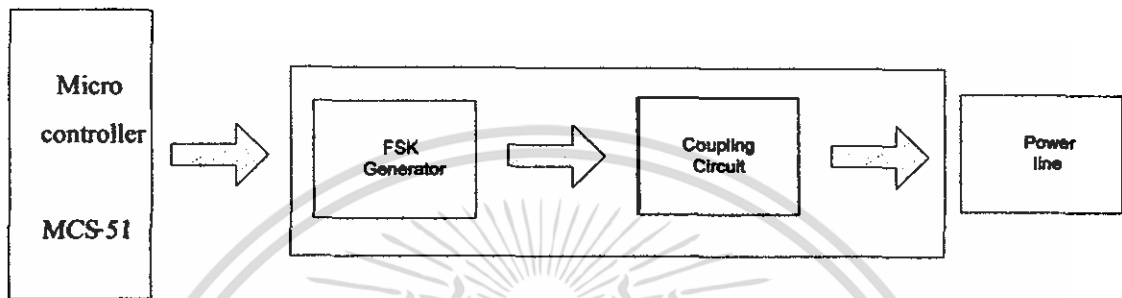 Micro
controller
MCS-51
FSK
Generator
Coupling
Circuit
Power
line